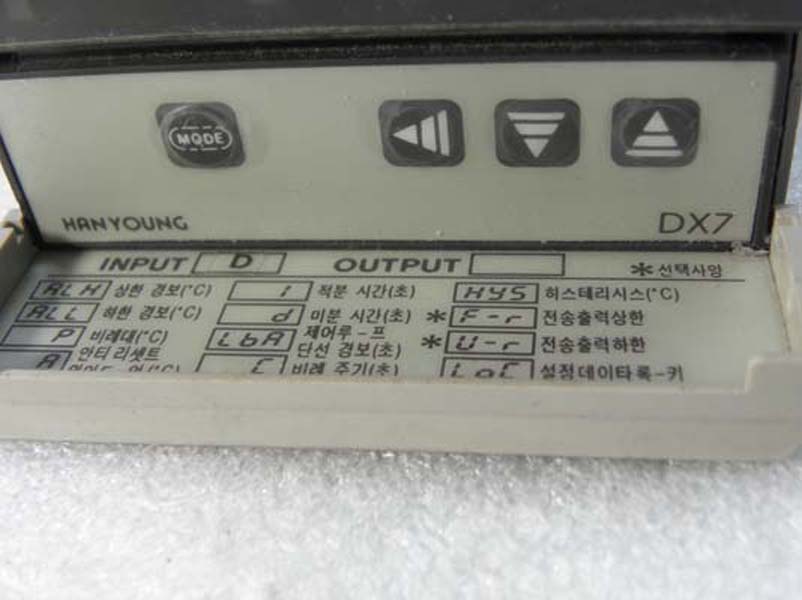 MODE
HANYOUNG DX7
INPUT D OUTPUT *선택사양
ALH 상한 경보(°C) I 적분 시간(초) HYS 히스테리시스(°C)
ALL 하한 경보(°C) d 미분 시간(초) *F-r 전송출력상한
P 비례대(°C) LbA 제어루-프 단선 경보(초) *U-r 전송출력하한
A 안티리셋트 C 비례 주기(초) LoC 설정데이타록-키